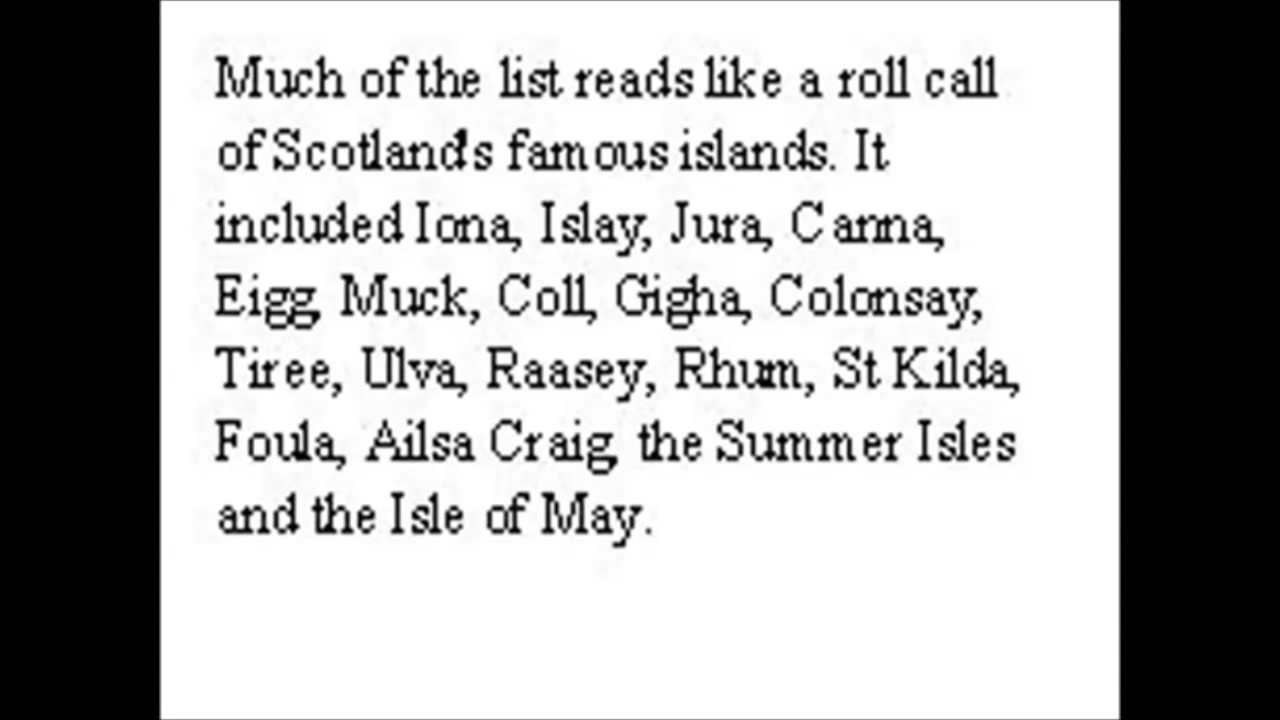 Much of the list reads like a roll call
of Scotland's famous islands. It
included Iona, Islay, Jura, Canna,
Eigg, Muck, Coll, Gigha, Colonsay,
Tiree, Ulva, Raasey, Rhum, St Kilda,
Foula, Ailsa Craig, the Summer Isles
and the Isle of May.